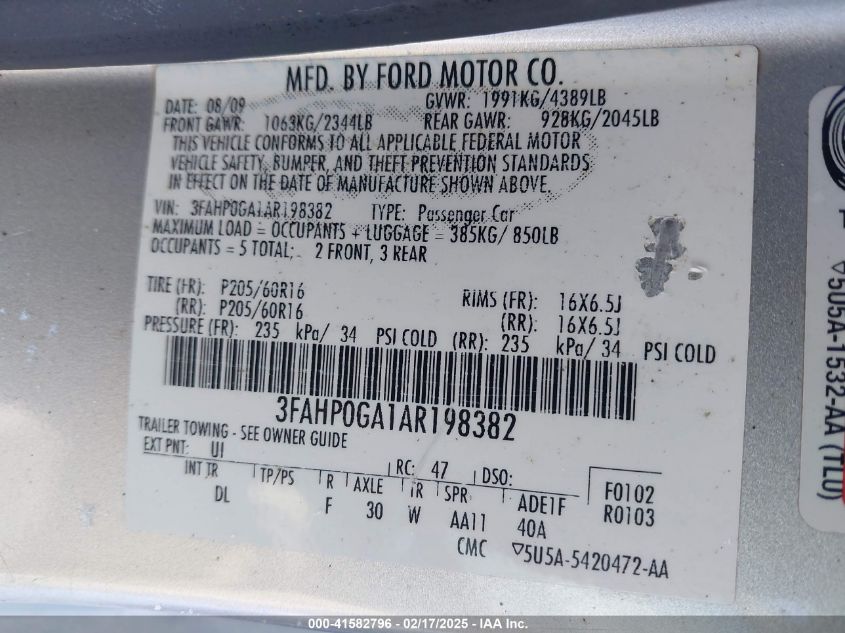 MFD. BY FORD MOTOR CO.
DATE: 08/09 GVWR: 1991KG/4389LB
FRONT GAWR: 1063KG/2344LB REAR GAWR: 928KG/2045LB
THIS VEHICLE CONFORMS TO ALL APPLICABLE FEDERAL MOTOR
VEHICLE SAFETY, BUMPER, AND THEFT PREVENTION STANDARDS
IN EFFECT ON THE DATE OF MANUFACTURE SHOWN ABOVE.
VIN: 3FAHP0GA1AR198382 TYPE: Passenger Car
MAXIMUM LOAD = OCCUPANTS + LUGGAGE = 385KG/ 850LB
OCCUPANTS = 5 TOTAL; 2 FRONT, 3 REAR
TIRE (FR): P205/60R16 RIMS (FR): 16X6.5J
(RR): P205/60R16 (RR): 16X6.5J
PRESSURE (FR): 235 kPa/ 34 PSI COLD (RR): 235 kPa/ 34 PSI COLD
3FAHP0GA1AR198382
TRAILER TOWING - SEE OWNER GUIDE
EXT PNT: UI RC: 47 DSO:
INT TR TP/PS R AXLE TR SPR F0102
DL F 30 W AA11 ADE1F R0103
40A
CMC ▽5U5A-5420472-AA
▽5U5A-1532-AA (TLU)
000-41582796 - 02/17/2025 - IAAI Inc.